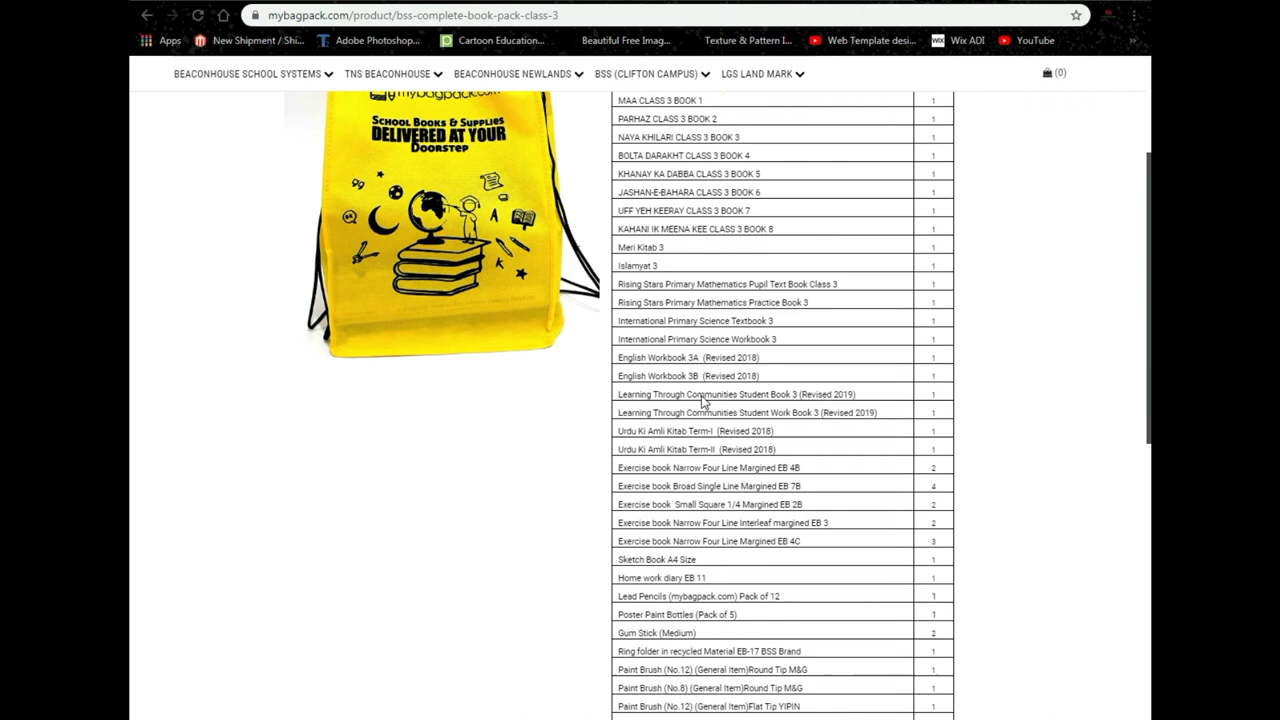 mybagpack.com/product/bss-complete-book-pack-class-3
Apps
New Shipment / Shi...
Adobe Photoshop...
Cartoon Education...
Beautiful Free Imag...
Texture & Pattern I...
Web Template desi...
WIX
Wix ADI
YouTube
»
BEACONHOUSE SCHOOL SYSTEMS
TNS BEACONHOUSE
BEACONHOUSE NEWLANDS
BSS (CLIFTON CAMPUS)
LGS LAND MARK
(0)
mybagpack.com
SCHOOL BOOKS & SUPPLIES
DELIVERED AT YOUR
DOORSTEP
A
K
MAA CLASS 3 BOOK 1 1
PARHAZ CLASS 3 BOOK 2 1
NAYA KHILARI CLASS 3 BOOK 3 1
BOLTA DARAKHT CLASS 3 BOOK 4 1
KHANAY KA DABBA CLASS 3 BOOK 5 1
JASHAN-E-BAHARA CLASS 3 BOOK 6 1
UFF YEH KEERAY CLASS 3 BOOK 7 1
KAHANI IK MEENA KEE CLASS 3 BOOK 8 1
Meri Kitab 3 1
Islamyat 3 1
Rising Stars Primary Mathematics Pupil Text Book Class 3 1
Rising Stars Primary Mathematics Practice Book 3 1
International Primary Science Textbook 3 1
International Primary Science Workbook 3 1
English Workbook 3A (Revised 2018) 1
English Workbook 3B (Revised 2018) 1
Learning Through Communities Student Book 3 (Revised 2019) 1
Learning Through Communities Student Work Book 3 (Revised 2019) 1
Urdu Ki Amli Kitab Term-I (Revised 2018) 1
Urdu Ki Amli Kitab Term-II (Revised 2018) 1
Exercise book Narrow Four Line Margined EB 4B 2
Exercise book Broad Single Line Margined EB 7B 4
Exercise book Small Square 1/4 Margined EB 2B 2
Exercise book Narrow Four Line Interleaf margined EB 3 2
Exercise book Narrow Four Line Margined EB 4C 3
Sketch Book A4 Size 1
Home work diary EB 11 1
Lead Pencils (mybagpack.com) Pack of 12 1
Poster Paint Bottles (Pack of 5) 1
Gum Stick (Medium) 2
Ring folder in recycled Material EB-17 BSS Brand 1
Paint Brush (No.12) (General Item)Round Tip M&G 1
Paint Brush (No.8) (General Item)Round Tip M&G 1
Paint Brush (No.12) (General Item)Flat Tip YIPIN 1